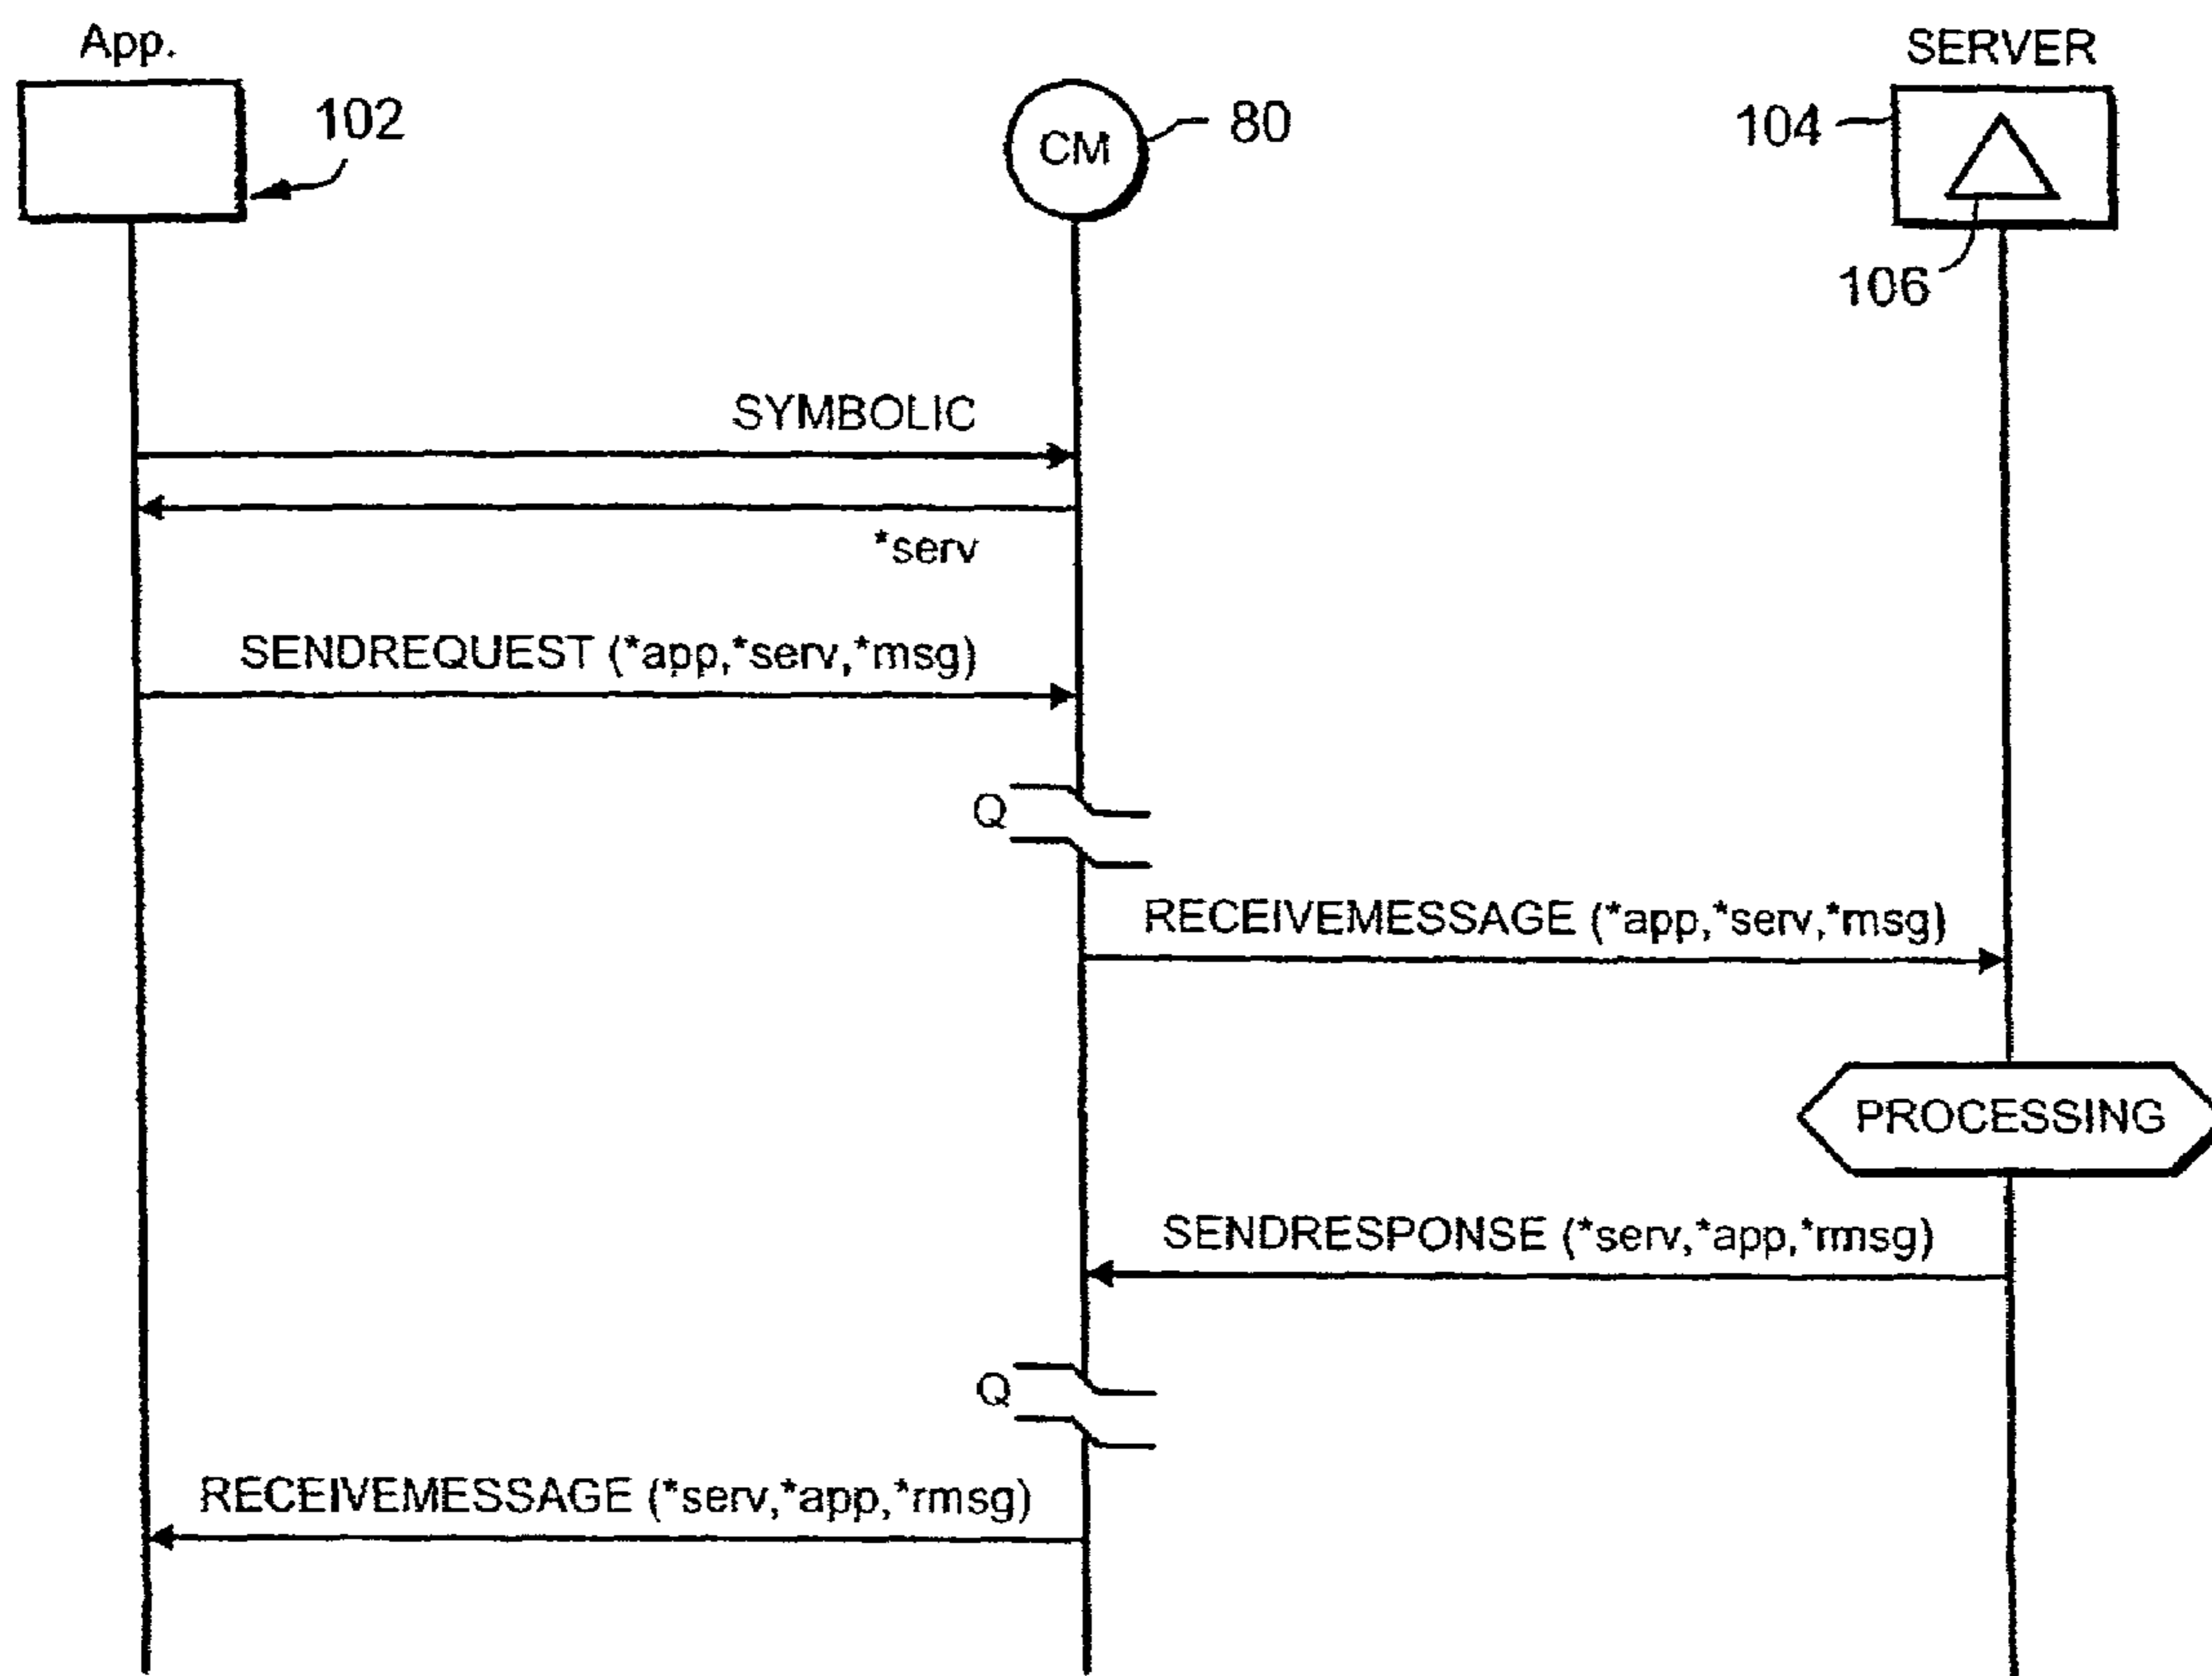 App.
SERVER
102
CM
80
104
106
SYMBOLIC
*serv
SENDREQUEST (*app,*serv,*msg)
Q
RECEIVEMESSAGE (*app,*serv,*msg)
PROCESSING
SENDRESPONSE (*serv,*app,*rmsg)
Q
RECEIVEMESSAGE (*serv,*app,*rmsg)